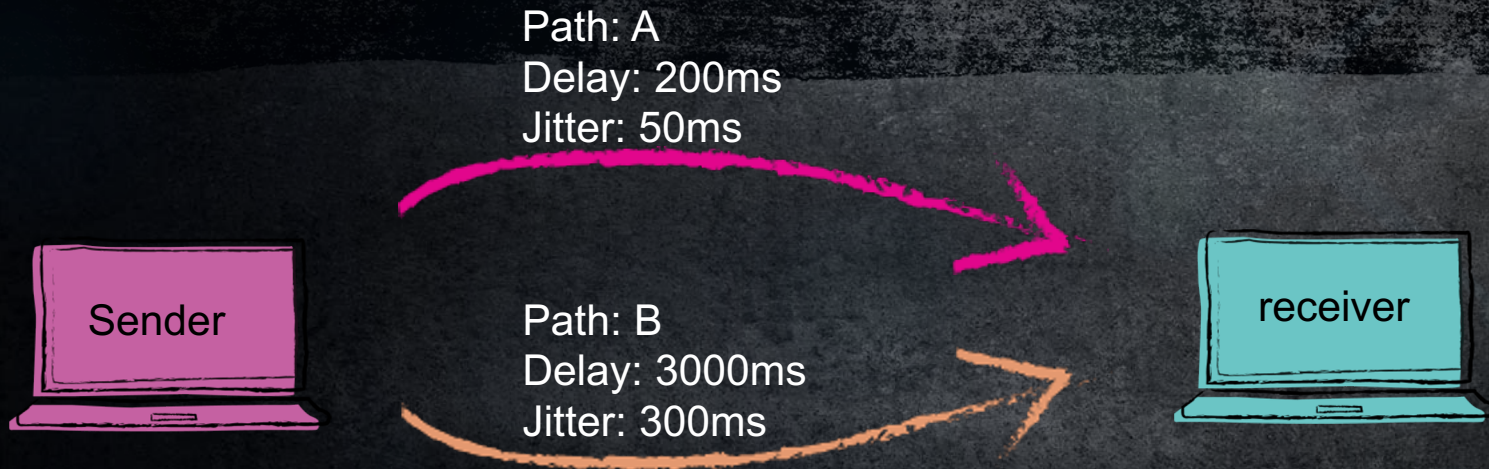 Path: A
Delay: 200ms
Jitter: 50ms
Sender
receiver
Path: B
Delay: 3000ms
Jitter: 300ms